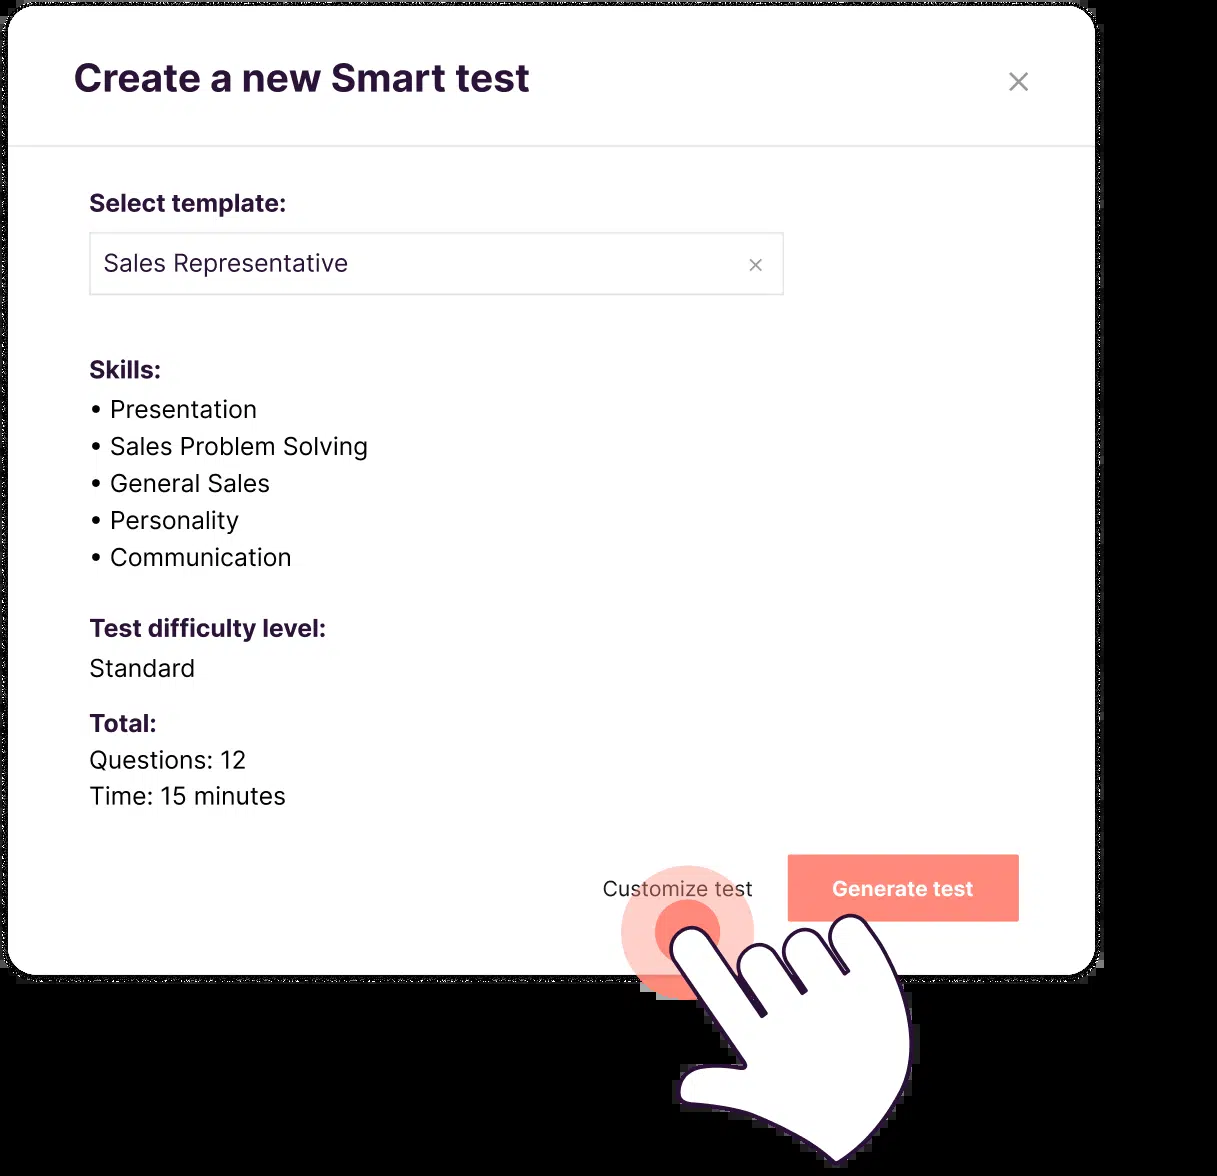 Create a new Smart test
Select template:
Sales Representative
Skills:
• Presentation
• Sales Problem Solving
• General Sales
• Personality
• Communication
Test difficulty level:
Standard
Total:
Questions: 12
Time: 15 minutes
Customize test
Generate test